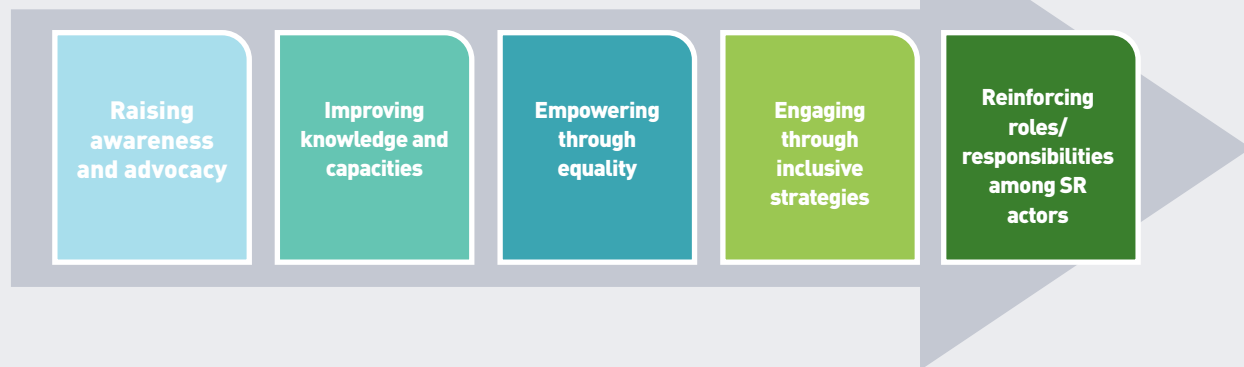 Raising
awareness
and advocacy
Improving
knowledge and
capacities
Empowering
through
equality
Engaging
through
inclusive
strategies
Reinforcing
roles/
responsibilities
among SR
actors